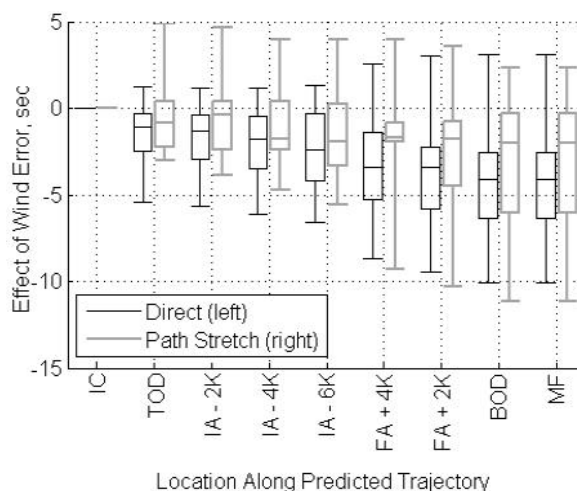 5
0
-5
-10
-15
Effect of Wind Error, sec
Direct (left)
Path Stretch (right)
IC
TOD
IA - 2K
IA - 4K
IA - 6K
FA + 4K
FA + 2K
BOD
MF
Location Along Predicted Trajectory